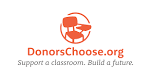 DonorsChoose.org
Support a classroom. Build a future.